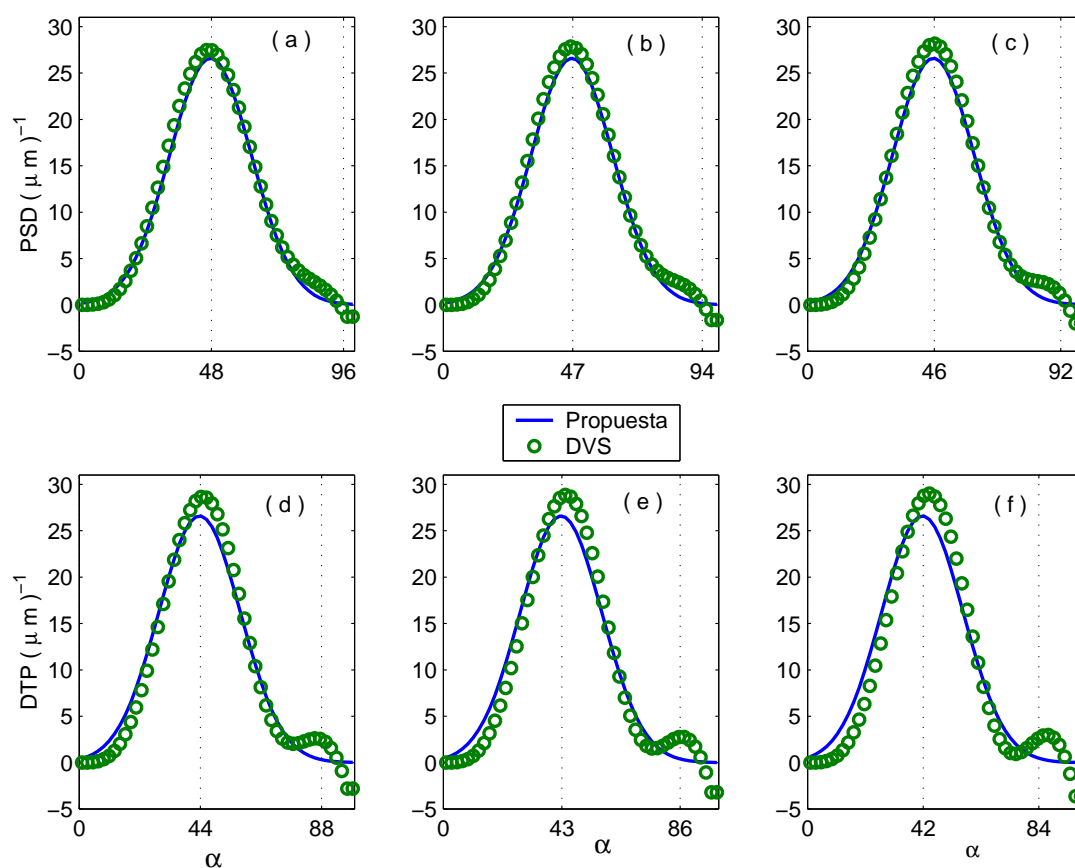 ( a )
( b )
( c )
PSD ( μ m )⁻¹
30
25
20
15
10
5
0
−5
0 48 96
30
25
20
15
10
5
0
−5
0 47 94
30
25
20
15
10
5
0
−5
0 46 92
Propuesta
DVS
( d )
( e )
( f )
DTP ( μ m )⁻¹
30
25
20
15
10
5
0
−5
0 44 88
α
30
25
20
15
10
5
0
−5
0 43 86
α
30
25
20
15
10
5
0
−5
0 42 84
α